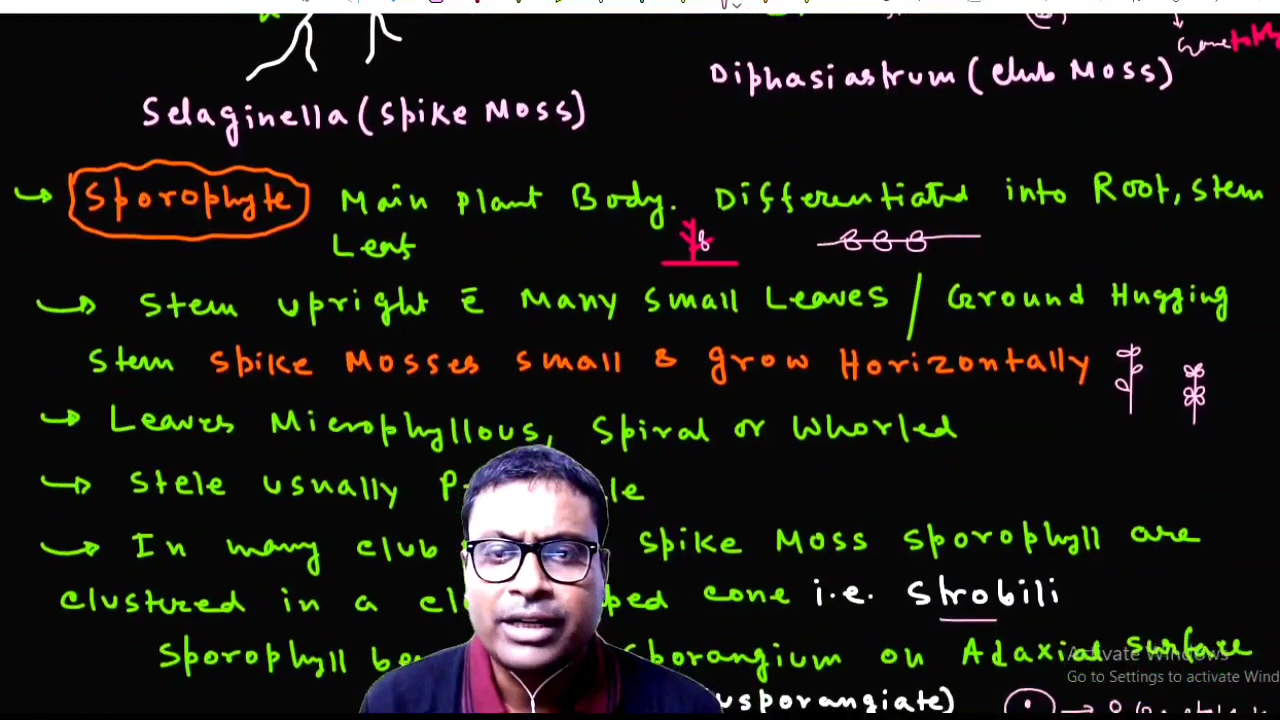 Diphasiastrum (club Moss)
Selaginella (spike Moss)
→ Sporophyte Main plant Body. Differentiated into Root, stem
Leaf
→ Stem upright ē Many small Leaves / Ground Hugging
stem spike Mosses small & grow Horizontally
→ Leaves Microphyllous, spiral or whorled
→ Stele usually
→ In many club spike Moss sporophyll are
clustered in a cone i.e. Strobili
Sporophyll sporangium on Adaxial surface
Activate Windows
Go to Settings to activate Wind
usporangiate)